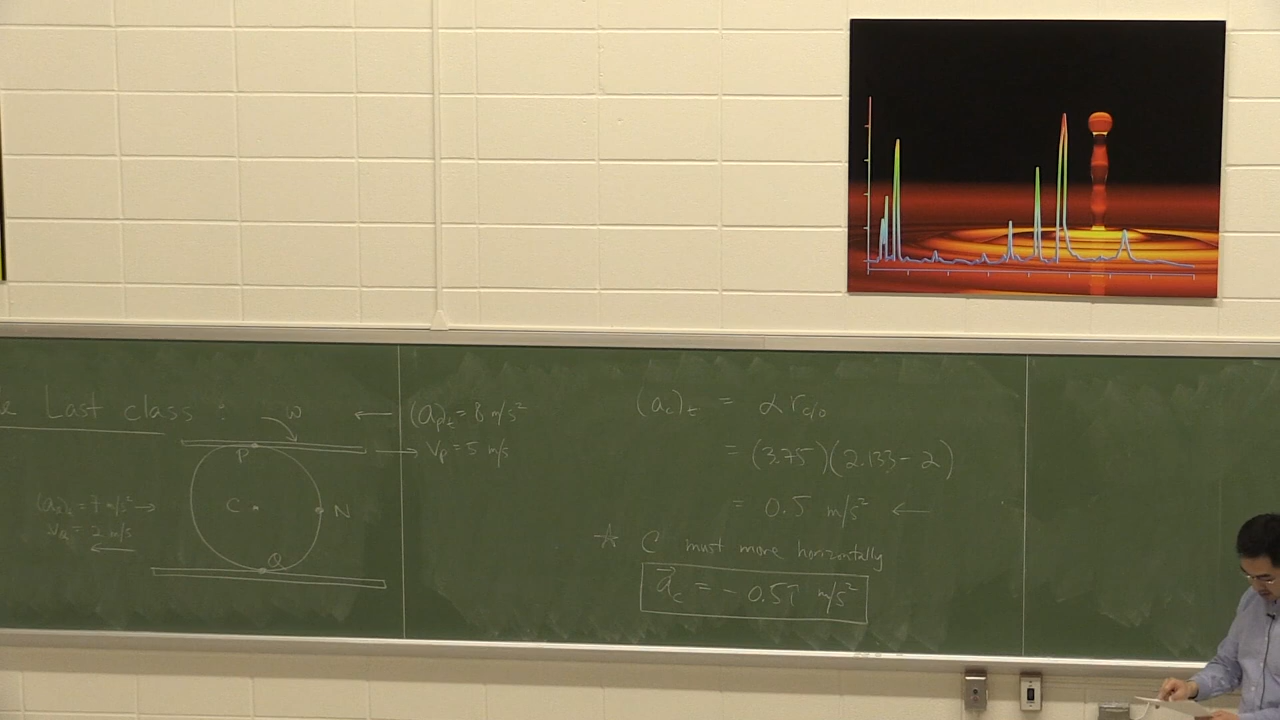 Last class :
ω
← (a_P)_t = 8 m/s²
→ v_P = 5 m/s
P
C
N
(a_Q)_t = 7 m/s² →
v_Q = 2 m/s
←
Q
(a_c)_t = α r_c/o
= (3.75)(2.133 - 2)
= 0.5 m/s² ←
C must move horizontally
a⃗_c = - 0.5 î m/s²